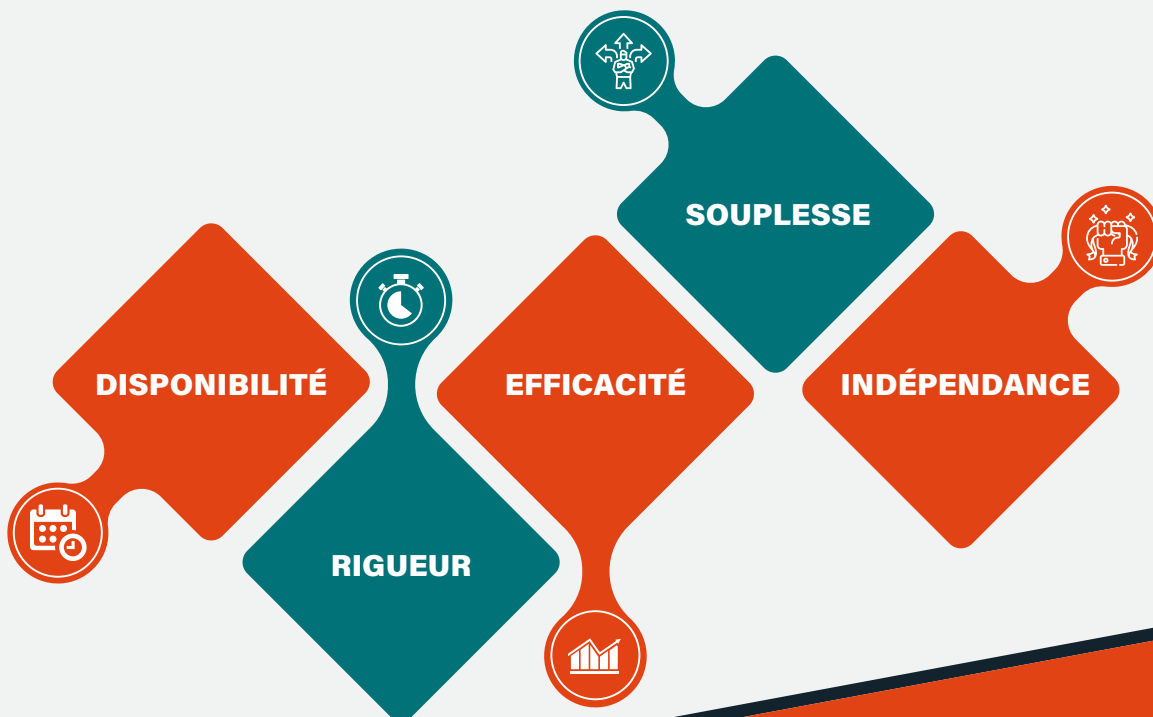 DISPONIBILITÉ
RIGUEUR
EFFICACITÉ
SOUPLESSE
INDÉPENDANCE